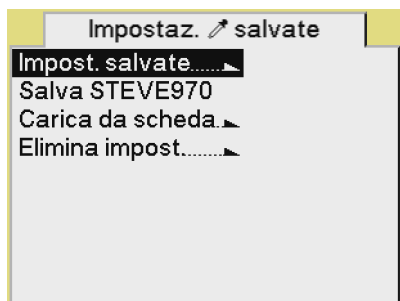 Impostaz. salvate
Impost. salvate.......
Salva STEVE970
Carica da scheda.
Elimina impost........